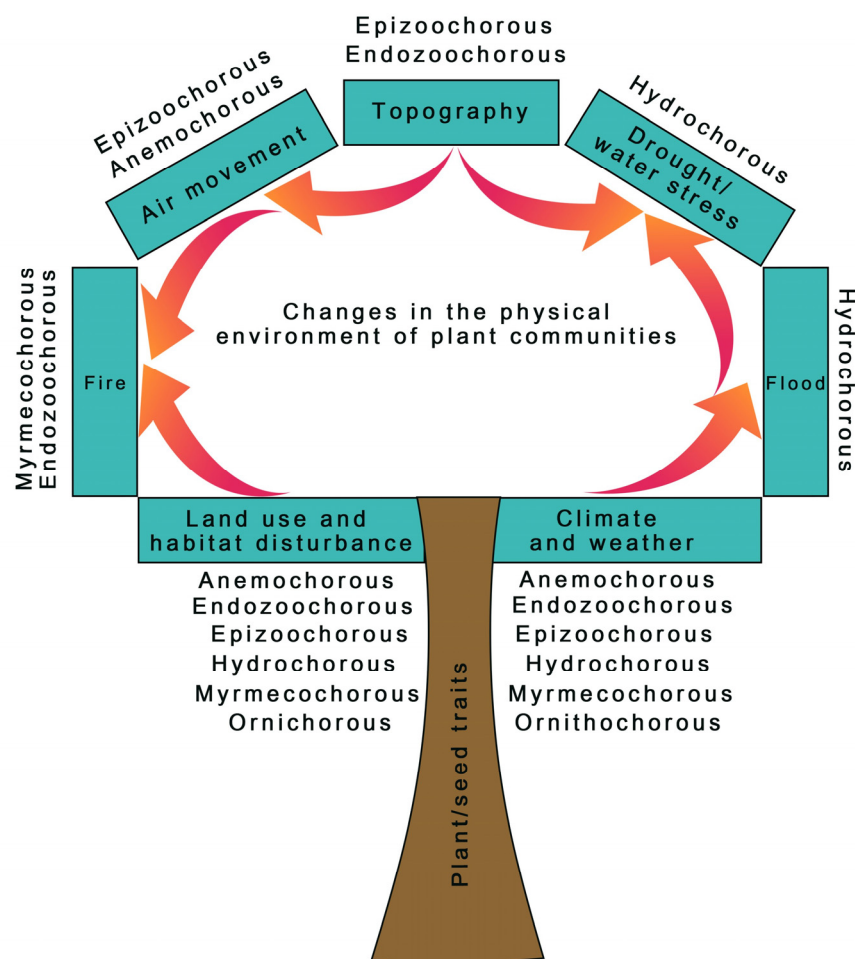 Epizoochorous
Endozoochorous
Topography
Epizoochorous
Anemochorous
Air movement
Hydrochorous
Drought/
water stress
Myrmecochorous
Endozoochorous
Fire
Changes in the physical
environment of plant communities
Flood
Hydrochorous
Land use and
habitat disturbance
Anemochorous
Endozoochorous
Epizoochorous
Hydrochorous
Myrmecochorous
Ornichorous
Climate
and weather
Anemochorous
Endozoochorous
Epizoochorous
Hydrochorous
Myrmecochorous
Ornithochorous
Plant/seed traits